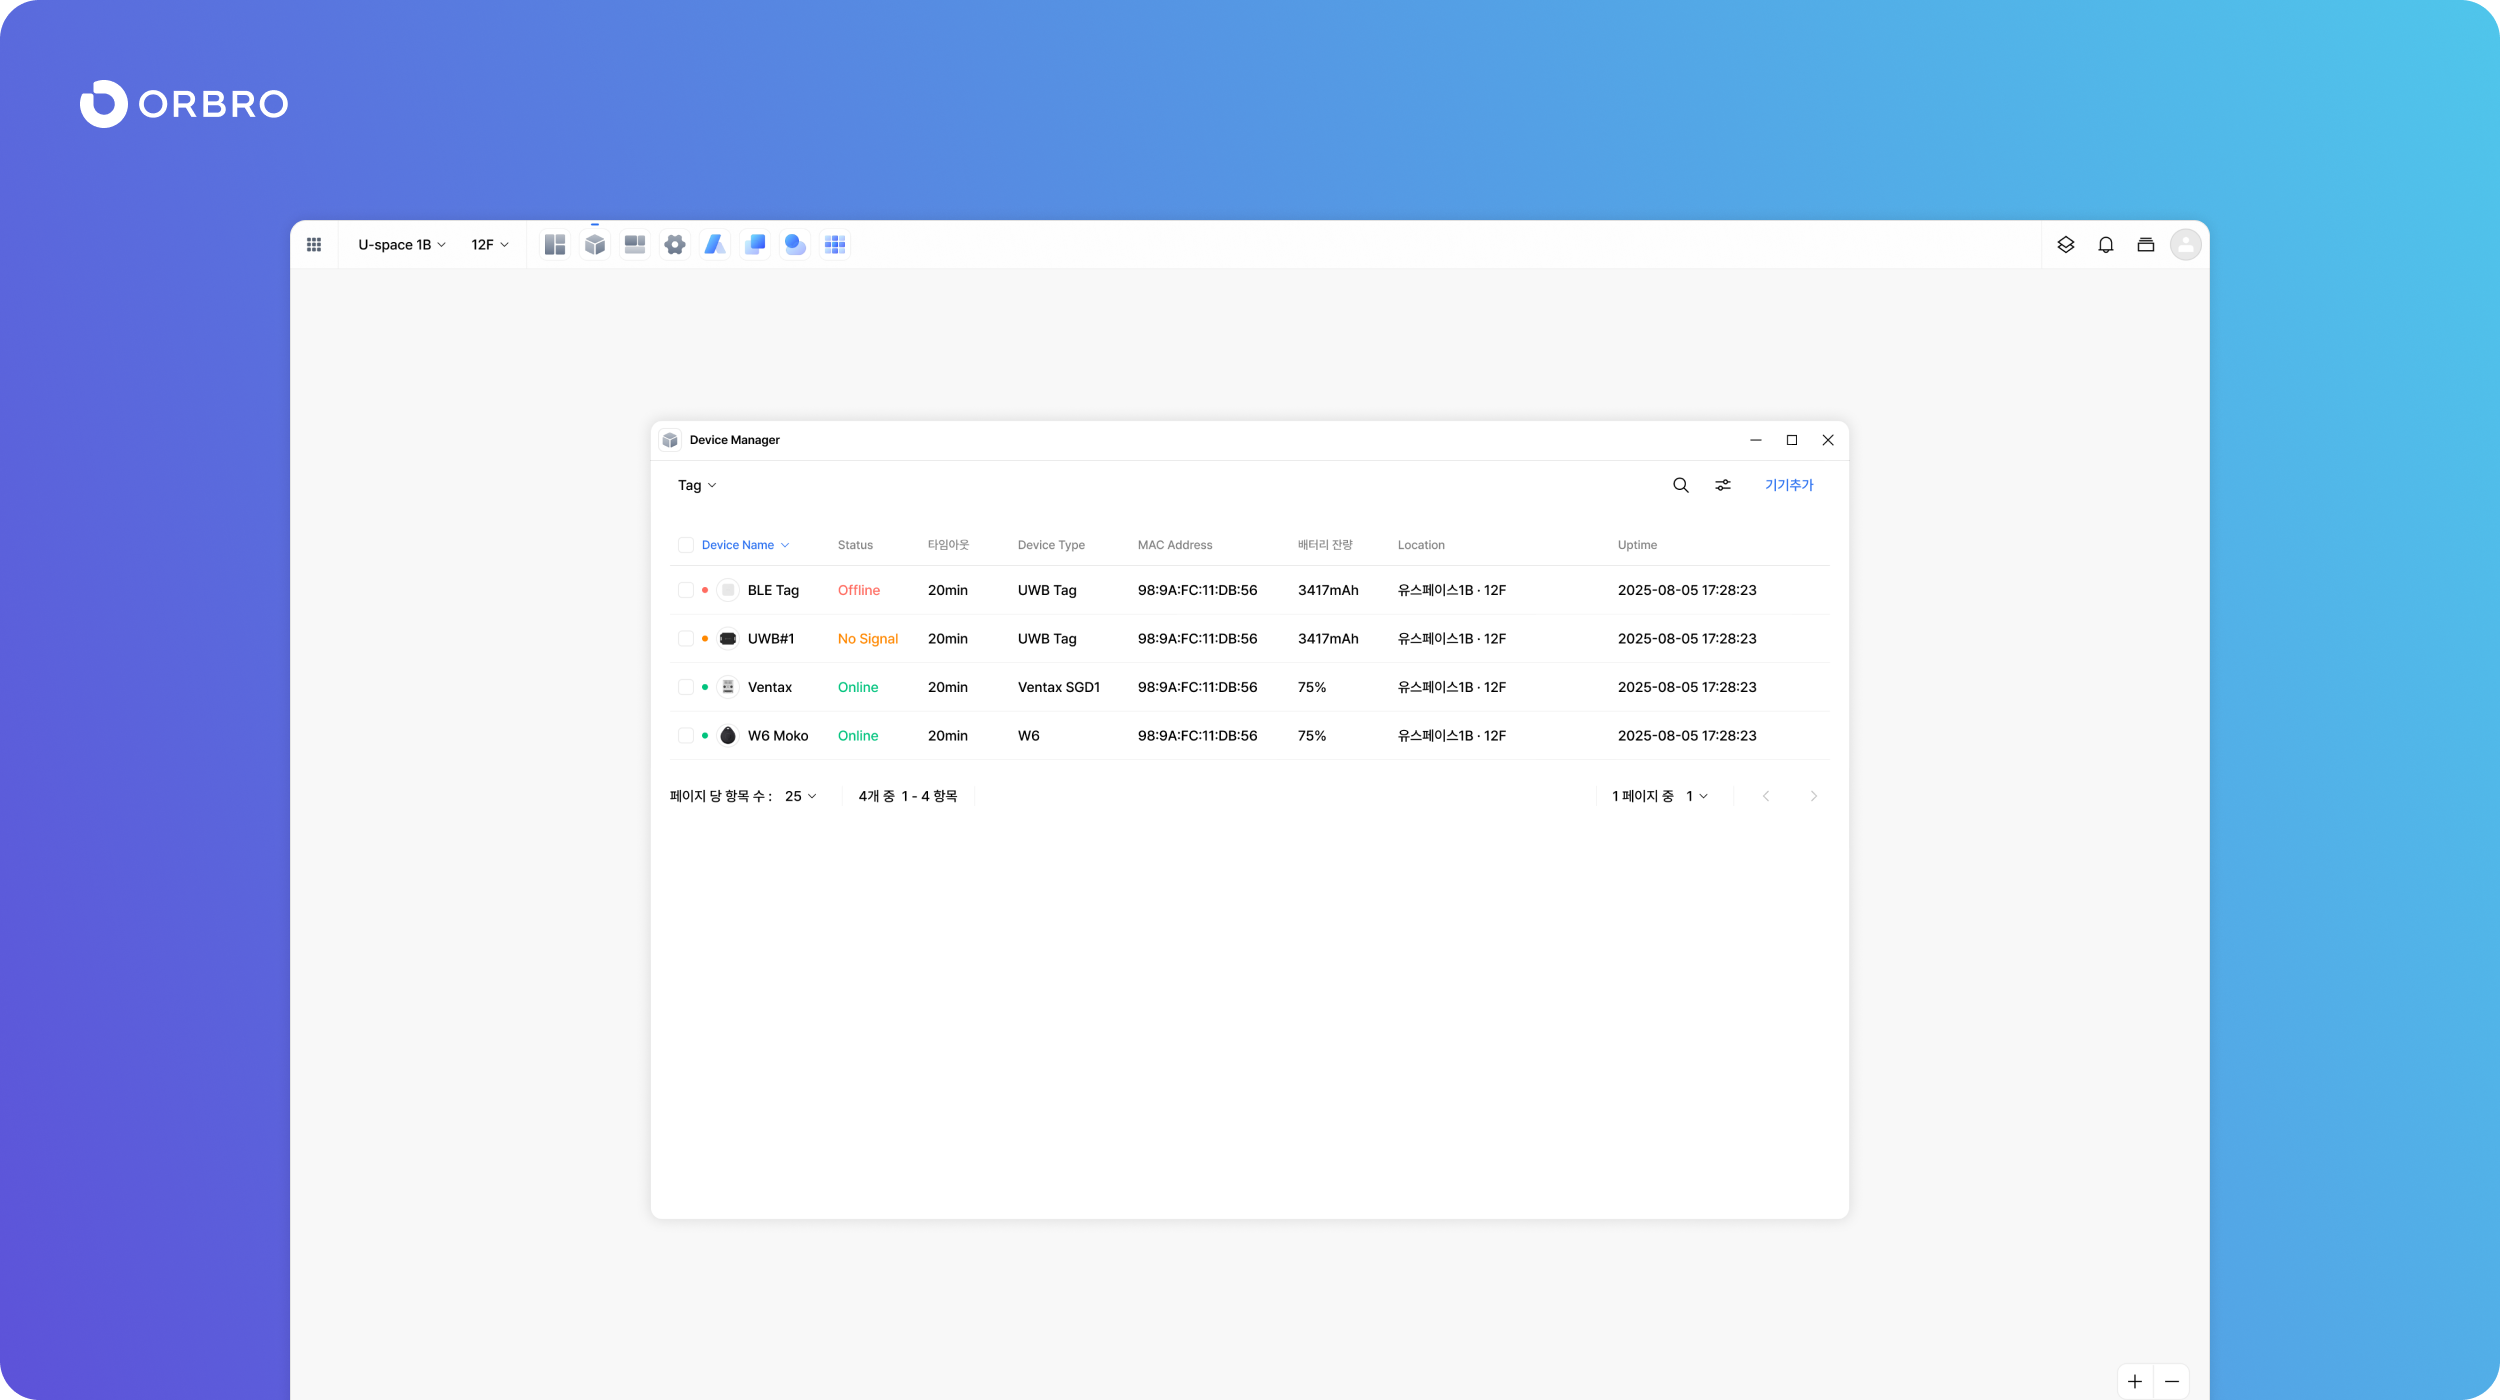 ORBRO
U-space 1B 12F
Device Manager
Tag 기기추가
Device Name Status 타임아웃 Device Type MAC Address 배터리 잔량 Location Uptime
BLE Tag Offline 20min UWB Tag 98:9A:FC:11:DB:56 3417mAh 유스페이스1B · 12F 2025-08-05 17:28:23
UWB#1 No Signal 20min UWB Tag 98:9A:FC:11:DB:56 3417mAh 유스페이스1B · 12F 2025-08-05 17:28:23
Ventax Online 20min Ventax SGD1 98:9A:FC:11:DB:56 75% 유스페이스1B · 12F 2025-08-05 17:28:23
W6 Moko Online 20min W6 98:9A:FC:11:DB:56 75% 유스페이스1B · 12F 2025-08-05 17:28:23
페이지 당 항목 수 : 25 4개 중 1 - 4 항목 1 페이지 중 1